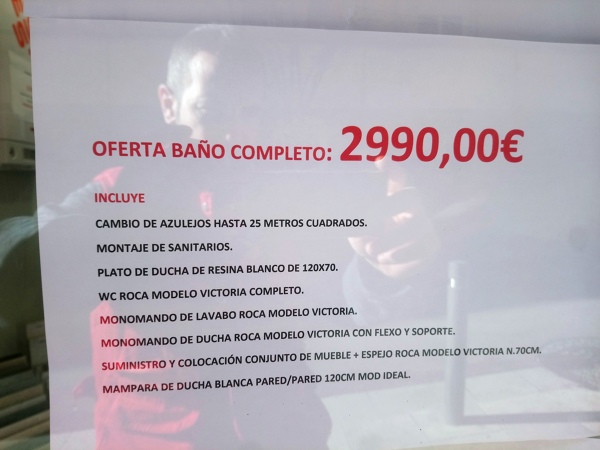 OFERTA BAÑO COMPLETO: 2990,00€
INCLUYE
CAMBIO DE AZULEJOS HASTA 25 METROS CUADRADOS.
MONTAJE DE SANITARIOS.
PLATO DE DUCHA DE RESINA BLANCO DE 120X70.
WC ROCA MODELO VICTORIA COMPLETO.
MONOMANDO DE LAVABO ROCA MODELO VICTORIA.
MONOMANDO DE DUCHA ROCA MODELO VICTORIA CON FLEXO Y SOPORTE.
SUMINISTRO Y COLOCACIÓN CONJUNTO DE MUEBLE + ESPEJO ROCA MODELO VICTORIA N.70CM.
MAMPARA DE DUCHA BLANCA PARED/PARED 120CM MOD IDEAL.